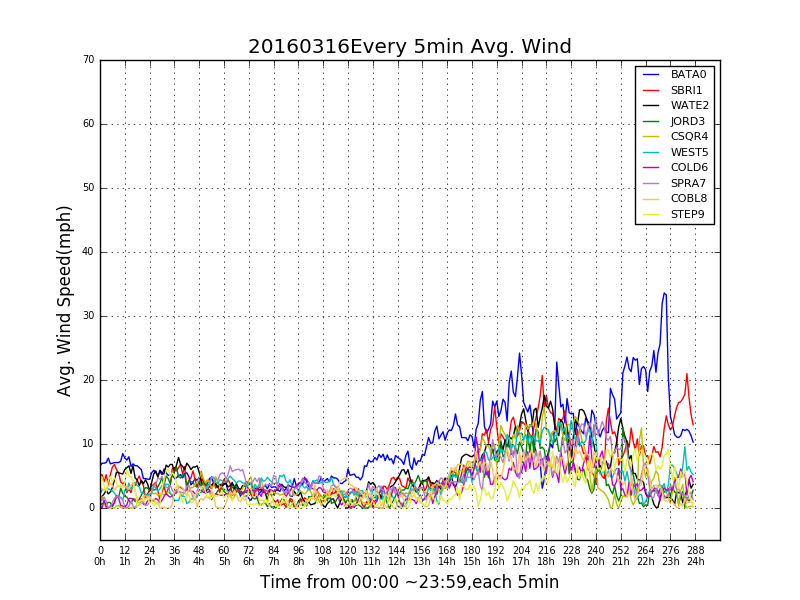 20160316Every 5min Avg. Wind
70
60
50
40
30
20
10
0
Avg. Wind Speed(mph)
BATA0
SBRI1
WATE2
JORD3
CSQR4
WEST5
COLD6
SPRA7
COBL8
STEP9
0 12 24 36 48 60 72 84 96 108 120 132 144 156 168 180 192 204 216 228 240 252 264 276 288
0h 1h 2h 3h 4h 5h 6h 7h 8h 9h 10h 11h 12h 13h 14h 15h 16h 17h 18h 19h 20h 21h 22h 23h 24h
Time from 00:00 ~23:59,each 5min